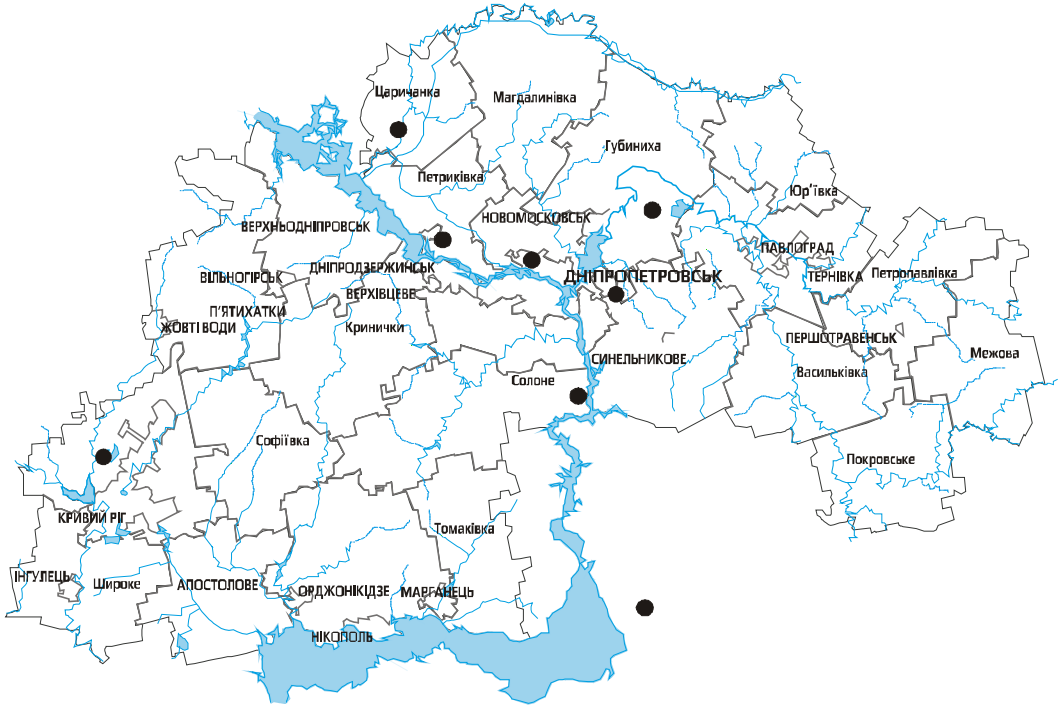 Царичанка
Магдалинівка
Губиниха
Петриківка
Юр'ївка
НОВОМОСКОВСЬК
ВЕРХНЬОДНІПРОВСЬК
ПАВЛОГРАД
ДНІПРОДЗЕРЖИНСЬК
ДНІПРОПЕТРОВСЬК
ТЕРНІВКА
Петропавлівка
ВІЛЬНОГІРСЬК
ВЕРХІВЦЕВЕ
П'ЯТИХАТКИ
ЖОВТІ ВОДИ
Кринички
ПЕРШОТРАВЕНСЬК
Межова
СИНЕЛЬНИКОВЕ
Васильківка
Солоне
Софіївка
Покровське
КРИВИЙ РІГ
Томаківка
ІНГУЛЕЦЬ
Широке
АПОСТОЛОВЕ
ОРДЖОНІКІДЗЕ
МАРГАНЕЦЬ
НІКОПОЛЬ